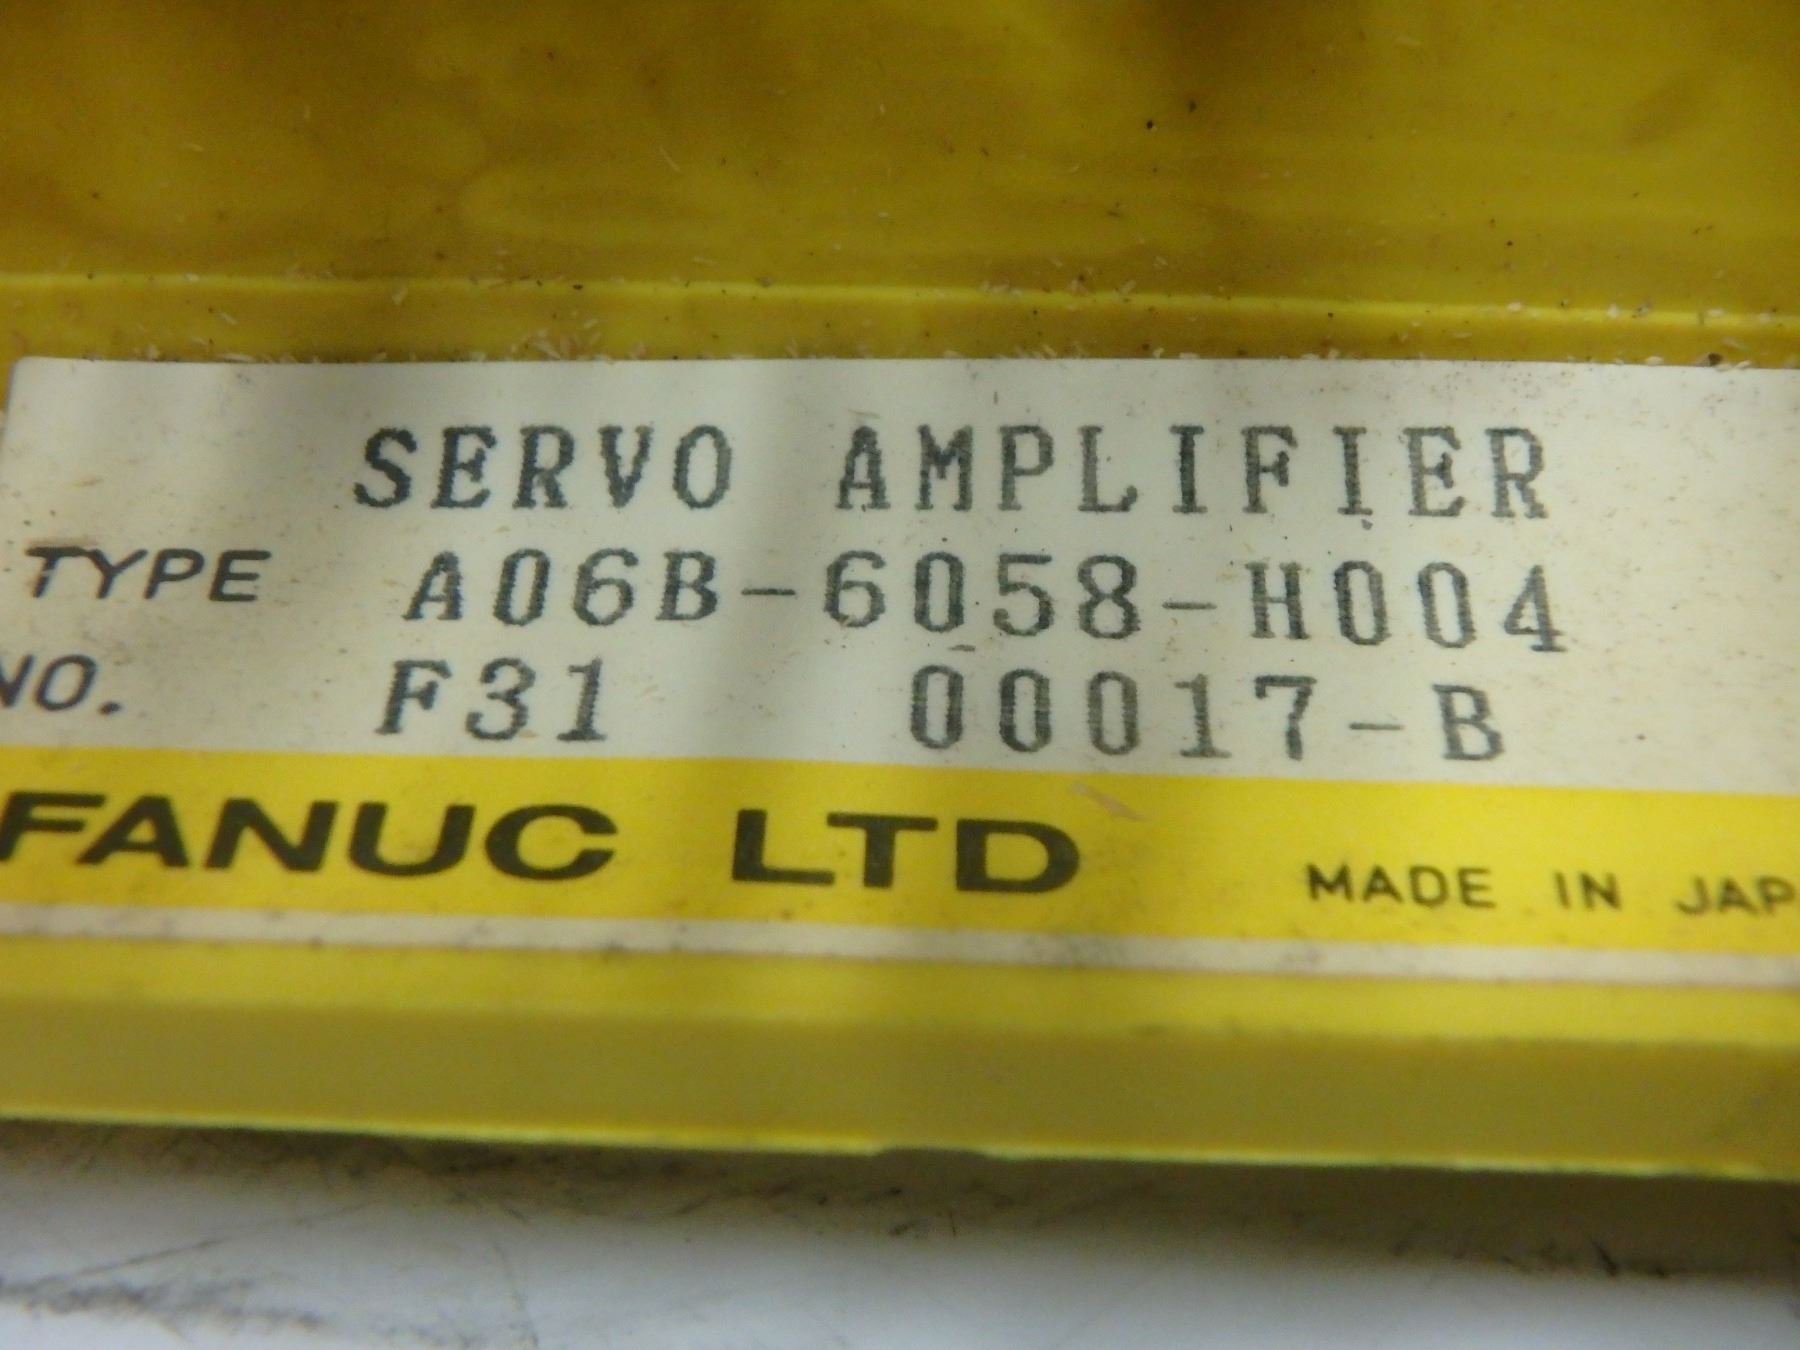 SERVO AMPLIFIER
TYPE A06B-6058-H004
NO. F31 00017-B
FANUC LTD MADE IN JAP